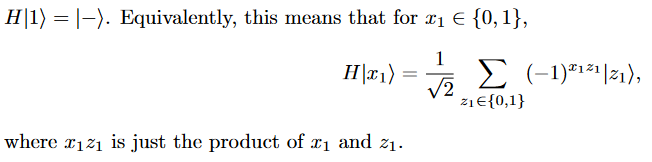 H|1⟩ = |−⟩. Equivalently, this means that for x₁ ∈ {0, 1},
H|x₁⟩ = 1/√2 ∑_{z₁∈{0,1}} (−1)^{x₁z₁}|z₁⟩,
where x₁z₁ is just the product of x₁ and z₁.